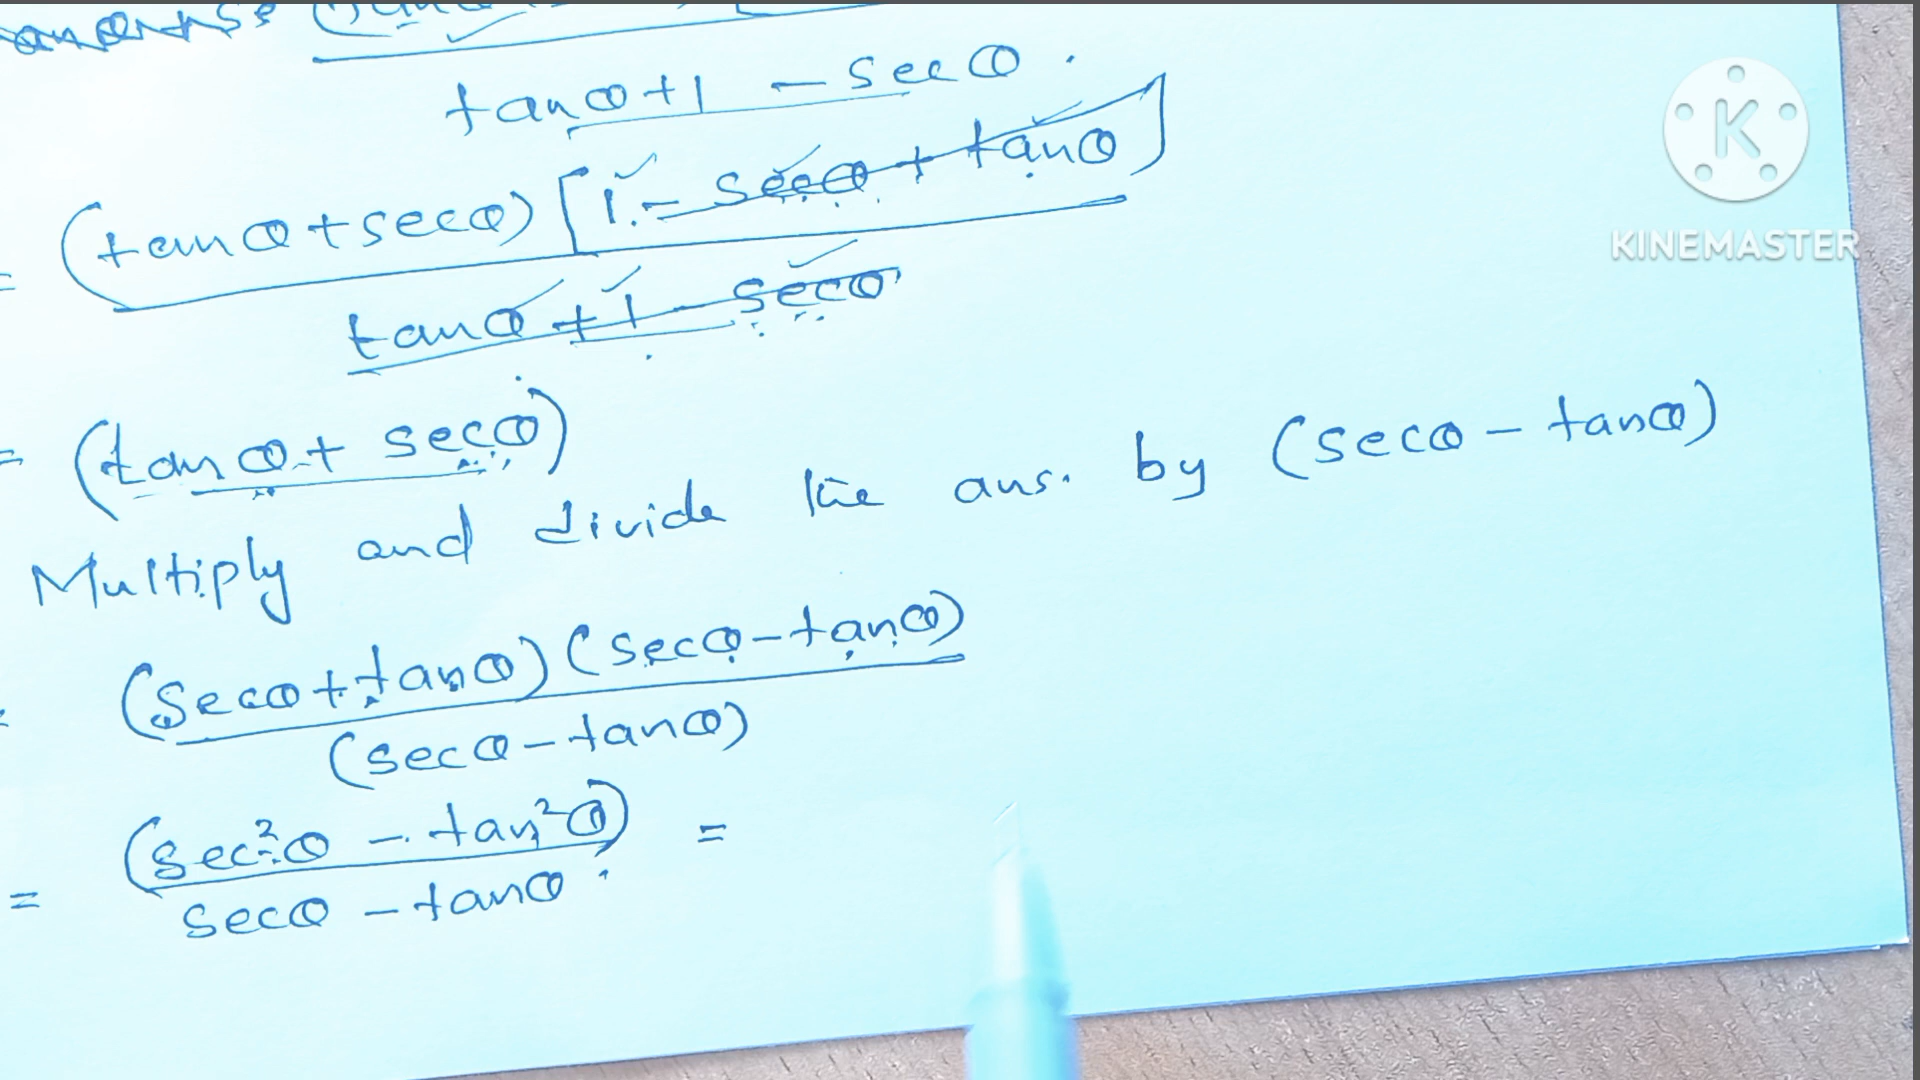 tanθ+1 - secθ.
= (tanθ+secθ) [1 - secθ + tanθ]
tanθ + 1 - secθ
= (tanθ + secθ)
Multiply and divide the ans. by (secθ - tanθ)
= (secθ+tanθ) (secθ-tanθ)
(secθ-tanθ)
= (sec²θ - tan²θ) =
secθ - tanθ.
KINEMASTER